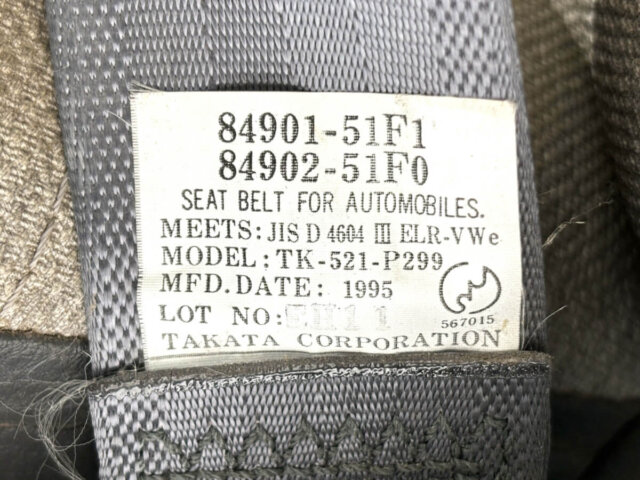 84901-51F1
84902-51F0
SEAT BELT FOR AUTOMOBILES.
MEETS: JIS D 4604 III ELR-VWe
MODEL: TK-521-P299
MFD. DATE: 1995
567015
LOT NO:
TAKATA CORPORATION